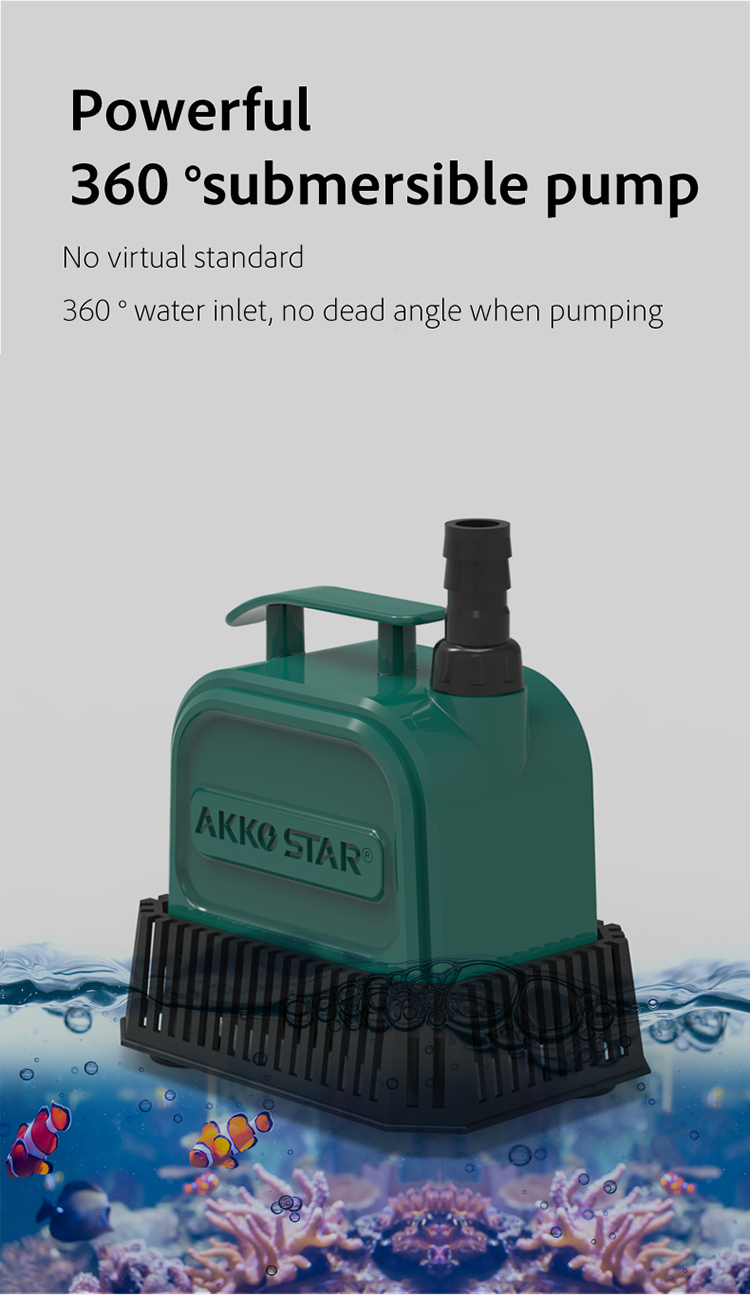 Powerful
360 °submersible pump
No virtual standard
360 ° water inlet, no dead angle when pumping
AKKO STAR®